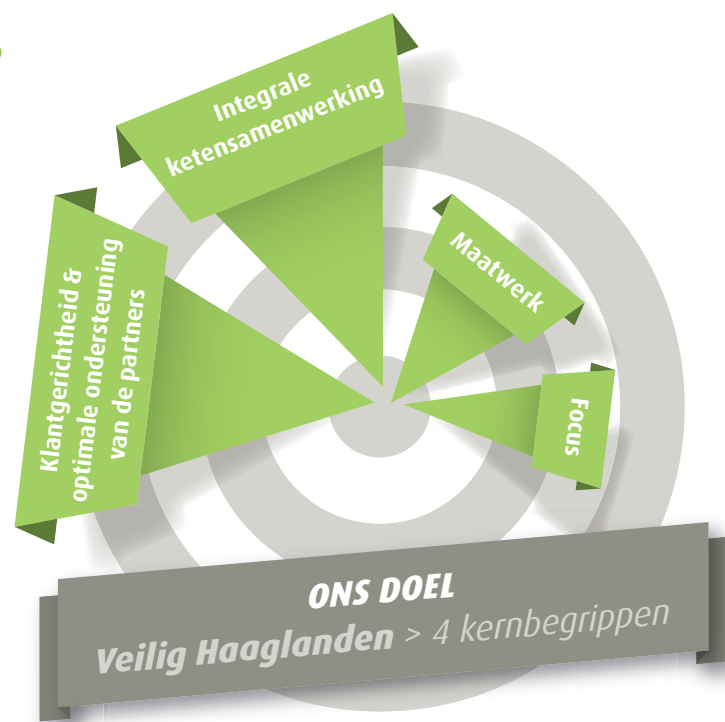 Integrale
ketensamenwerking
Maatwerk
Klantgerichtheid &
optimale ondersteuning
van de partners
Focus
ONS DOEL
Veilig Haaglanden > 4 kernbegrippen